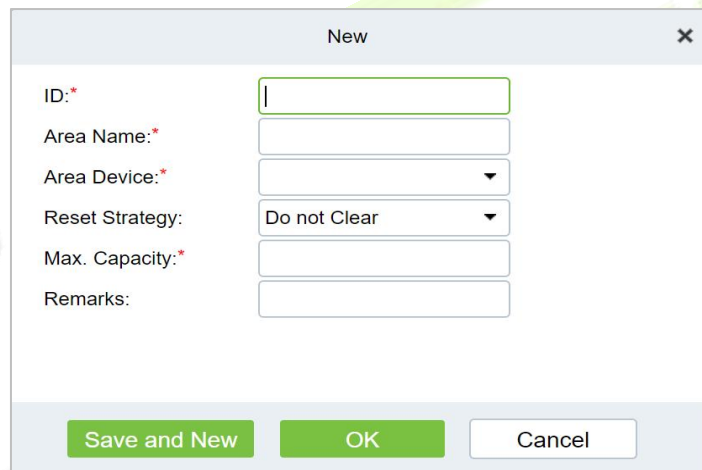 New
ID:*
Area Name:*
Area Device:*
Reset Strategy: Do not Clear
Max. Capacity:*
Remarks:
Save and New OK Cancel